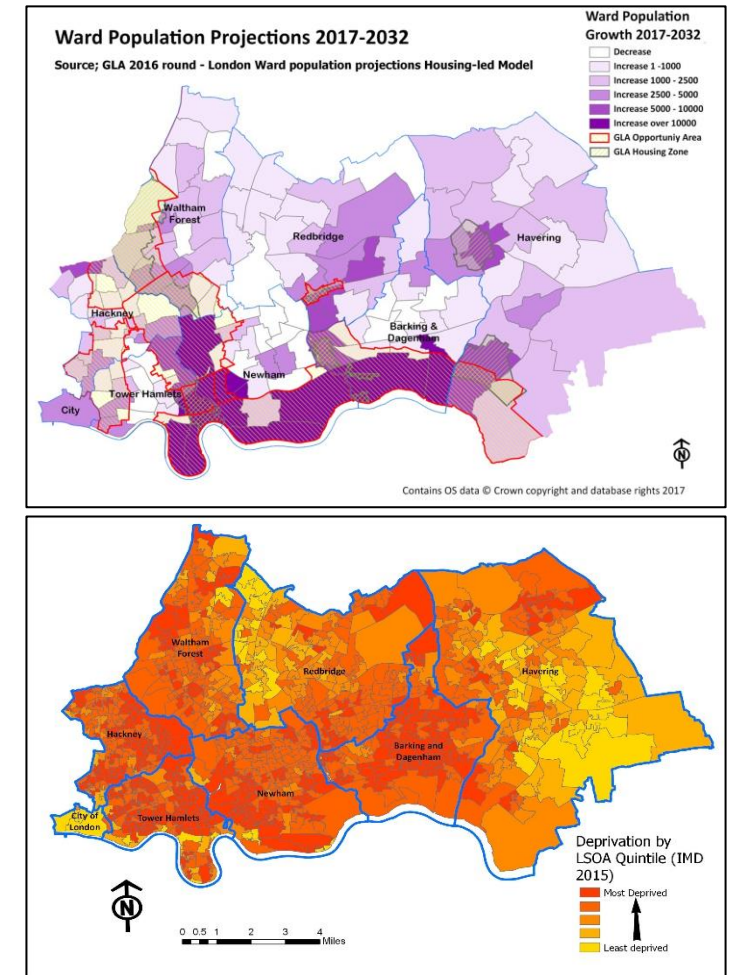 Ward Population Projections 2017-2032
Source; GLA 2016 round - London Ward population projections Housing-led Model
Ward Population
Growth 2017-2032
Decrease
Increase 1 -1000
Increase 1000 - 2500
Increase 2500 - 5000
Increase 5000 - 10000
Increase over 10000
GLA Opportuniy Area
GLA Housing Zone
Waltham
Forest
Redbridge
Havering
Hackney
Barking &
Dagenham
Newham
Tower Hamlets
City
N
Contains OS data © Crown copyright and database rights 2017
Waltham
Forest
Redbridge
Havering
Hackney
Barking and
Dagenham
Newham
City of
London
Tower Hamlets
Deprivation by
LSOA Quintile (IMD
2015)
Most Deprived
Least deprived
N
0 0.5 1 2 3 4
Miles